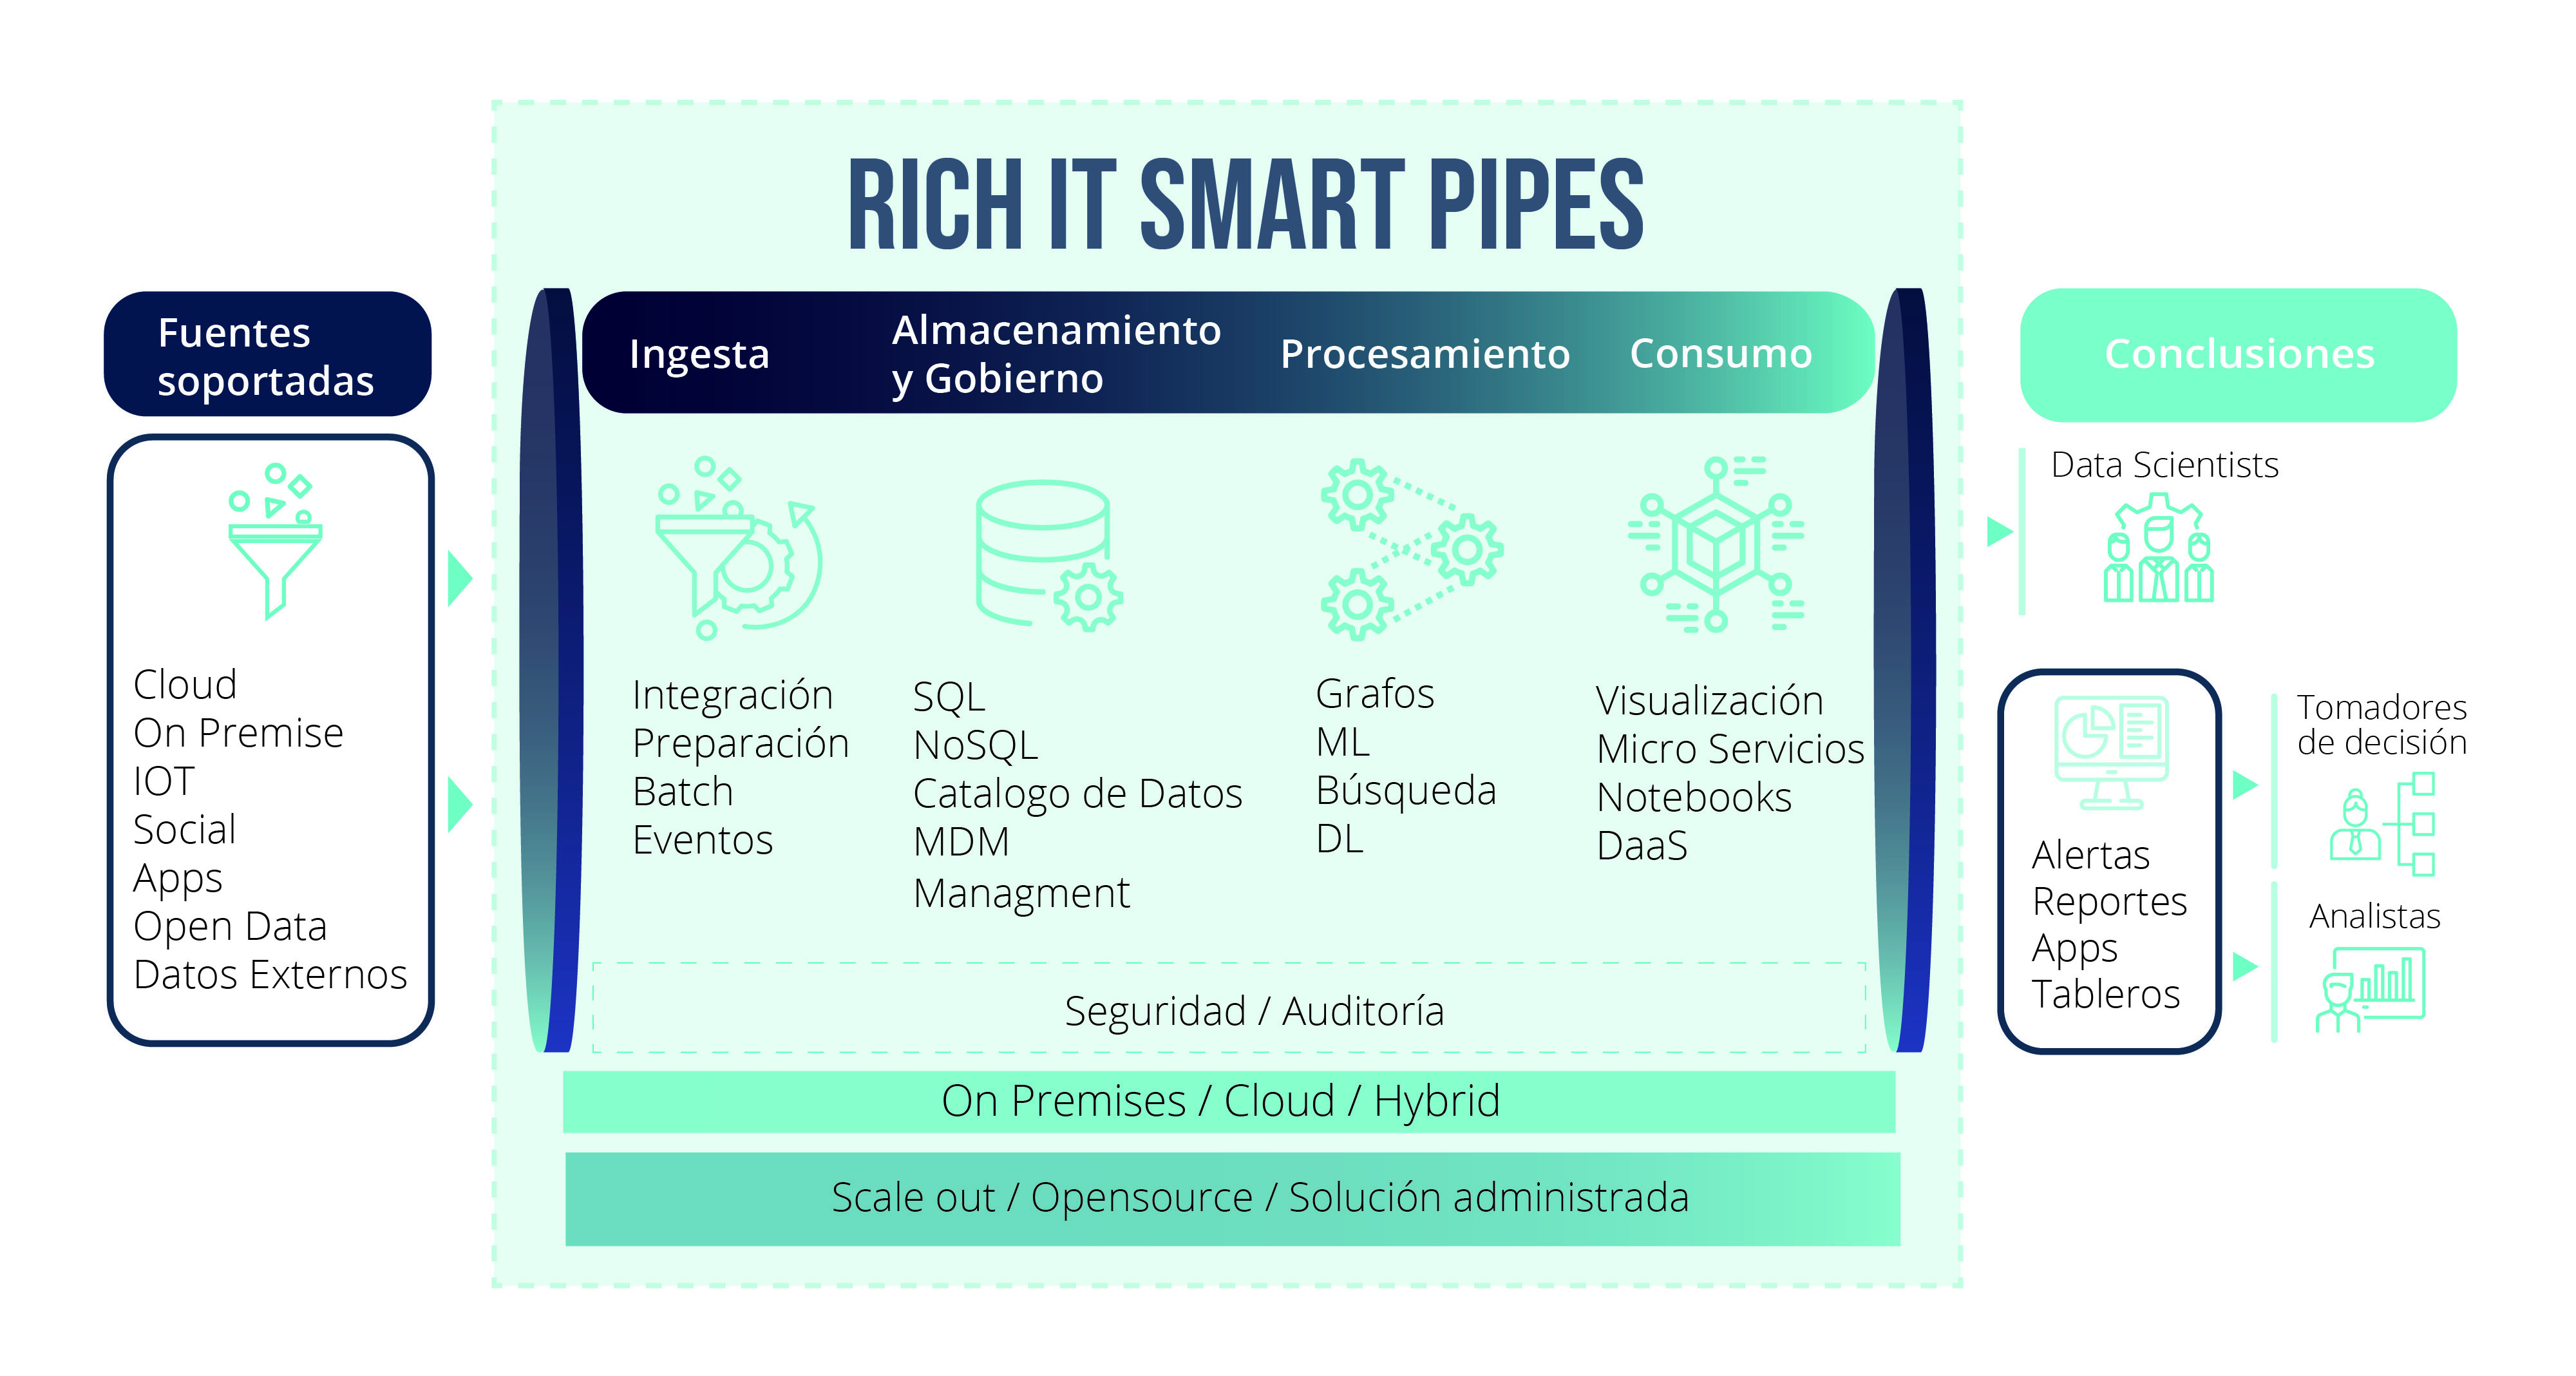 RICH IT SMART PIPES
Fuentes
soportadas
Cloud
On Premise
IOT
Social
Apps
Open Data
Datos Externos
Ingesta
Integración
Preparación
Batch
Eventos
Almacenamiento
y Gobierno
SQL
NoSQL
Catalogo de Datos
MDM
Managment
Procesamiento
Grafos
ML
Búsqueda
DL
Consumo
Visualización
Micro Servicios
Notebooks
DaaS
Seguridad / Auditoría
On Premises / Cloud / Hybrid
Scale out / Opensource / Solución administrada
Conclusiones
Data Scientists
Alertas
Reportes
Apps
Tableros
Tomadores
de decisión
Analistas